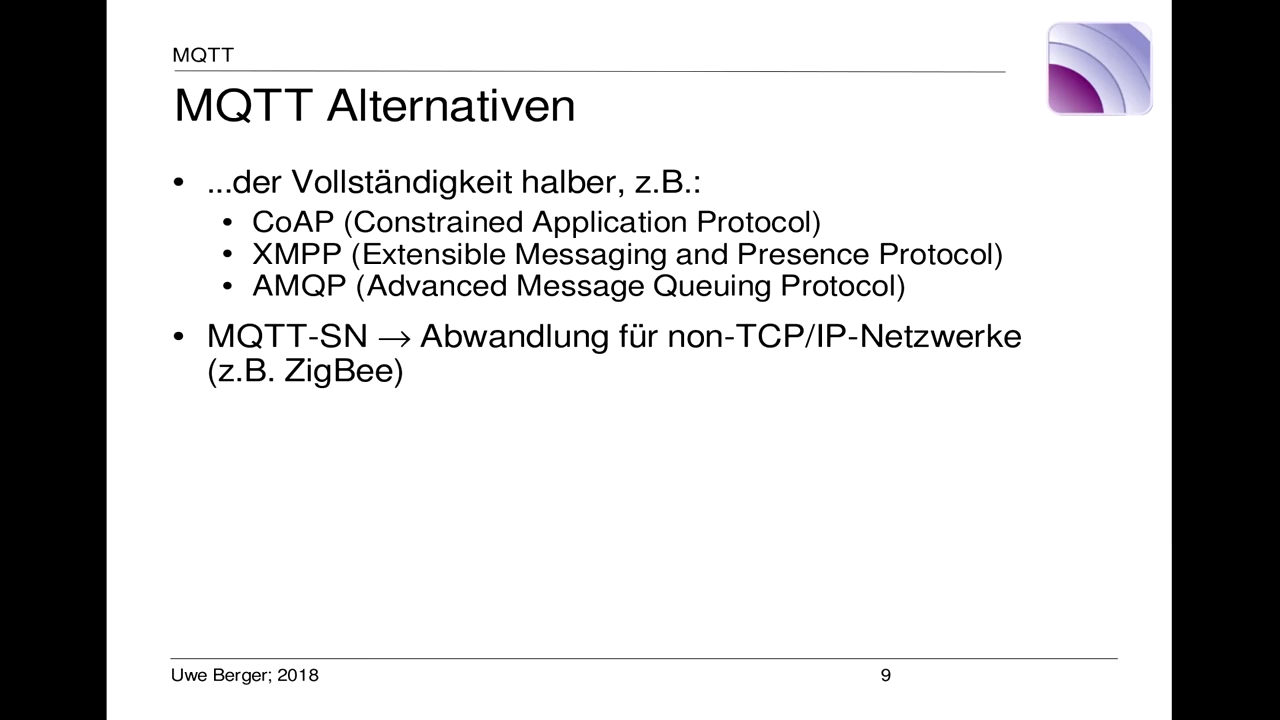 MQTT
MQTT Alternativen
• ...der Vollständigkeit halber, z.B.:
• CoAP (Constrained Application Protocol)
• XMPP (Extensible Messaging and Presence Protocol)
• AMQP (Advanced Message Queuing Protocol)
• MQTT-SN → Abwandlung für non-TCP/IP-Netzwerke
(z.B. ZigBee)
Uwe Berger; 2018
9